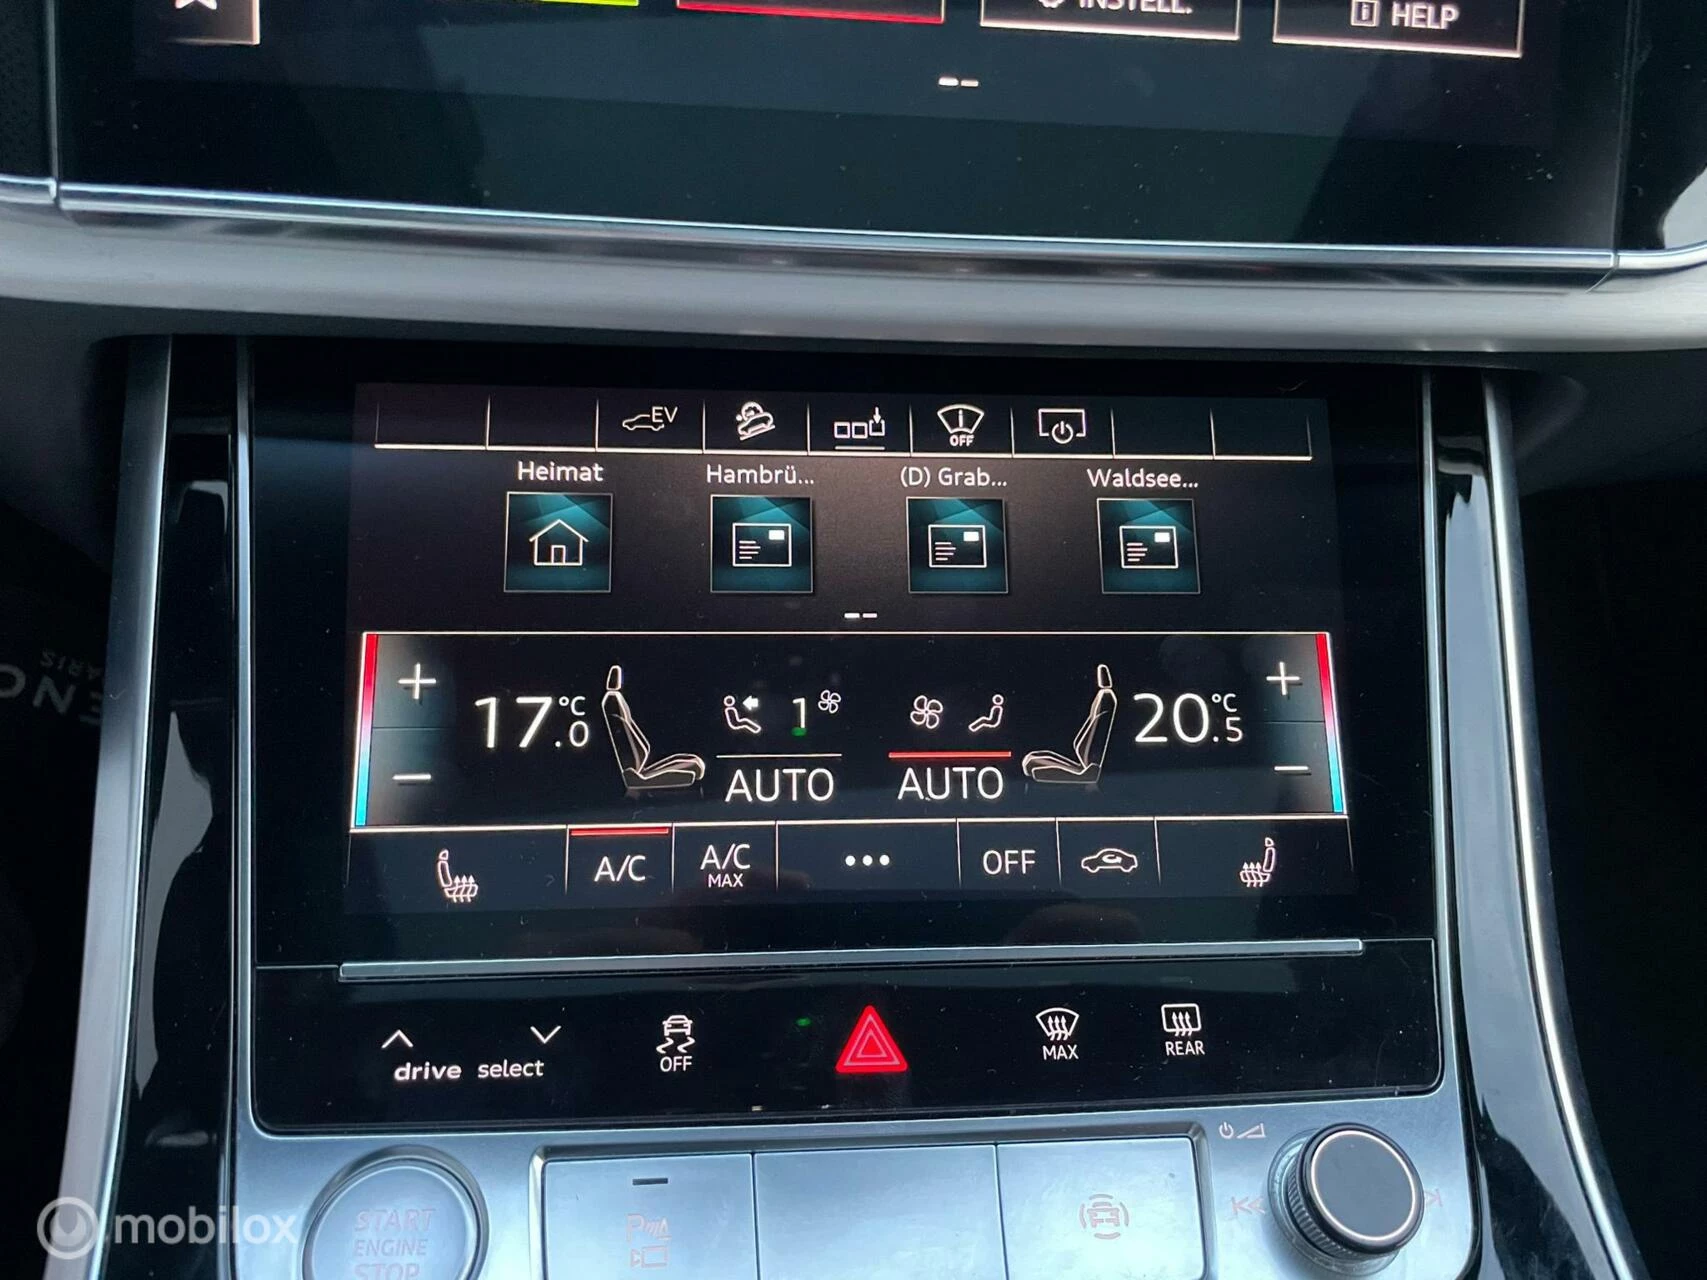 INSTELL.
HELP
EV
OFF
Heimat
Hambrü...
(D) Grab...
Waldsee...
+
17.0 °C
1
20.5 °C
+
−
AUTO
AUTO
−
A/C
A/C
MAX
•••
OFF
drive select
OFF
MAX
REAR
START
ENGINE
STOP
P
mobilox